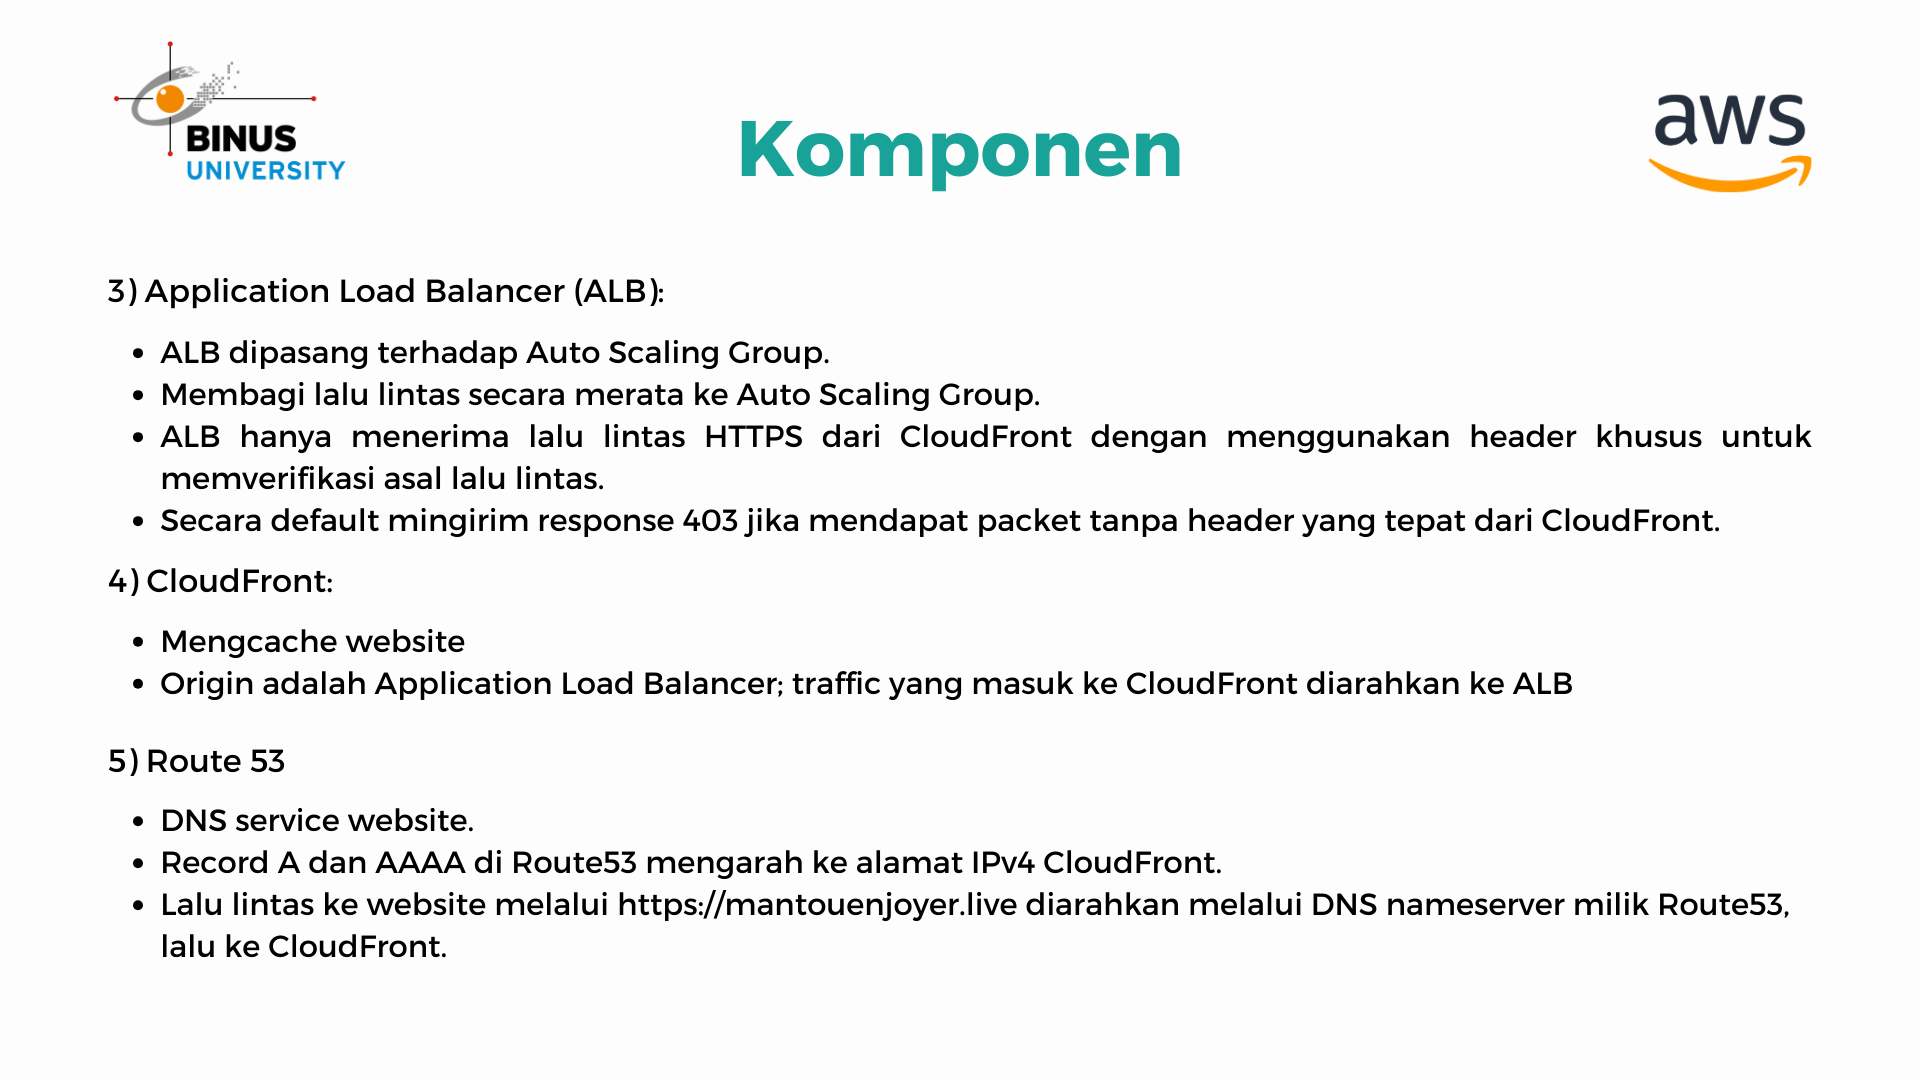 BINUS
UNIVERSITY
Komponen
aws
3) Application Load Balancer (ALB):
• ALB dipasang terhadap Auto Scaling Group.
• Membagi lalu lintas secara merata ke Auto Scaling Group.
• ALB hanya menerima lalu lintas HTTPS dari CloudFront dengan menggunakan header khusus untuk
memverifikasi asal lalu lintas.
• Secara default mingirim response 403 jika mendapat packet tanpa header yang tepat dari CloudFront.
4) CloudFront:
• Mengcache website
• Origin adalah Application Load Balancer; traffic yang masuk ke CloudFront diarahkan ke ALB
5) Route 53
• DNS service website.
• Record A dan AAAA di Route53 mengarah ke alamat IPv4 CloudFront.
• Lalu lintas ke website melalui https://mantouenjoyer.live diarahkan melalui DNS nameserver milik Route53,
lalu ke CloudFront.